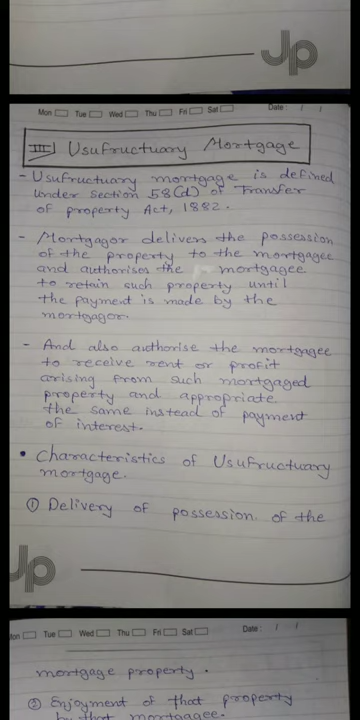 Jp
Mon Tue Wed Thu Fri Sat Date: / /
III] Usufructuary Mortgage
- Usufructuary mortgage is defined
under section 58(d) of Transfer
of property Act, 1882.
- Mortgagor delivers the possession
of the property to the mortgagee
and authorises the mortgagee
to retain such property until
the payment is made by the
mortgagor.
- And also authorise the mortgagee
to receive rent or profit
arising from such mortgaged
property and appropriate
the same instead of payment
of interest.
• Characteristics of Usufructuary
mortgage.
① Delivery of possession of the
Jp
Mon Tue Wed Thu Fri Sat Date: / /
mortgage property.
② Enjoyment of that property
by that mortgagee.